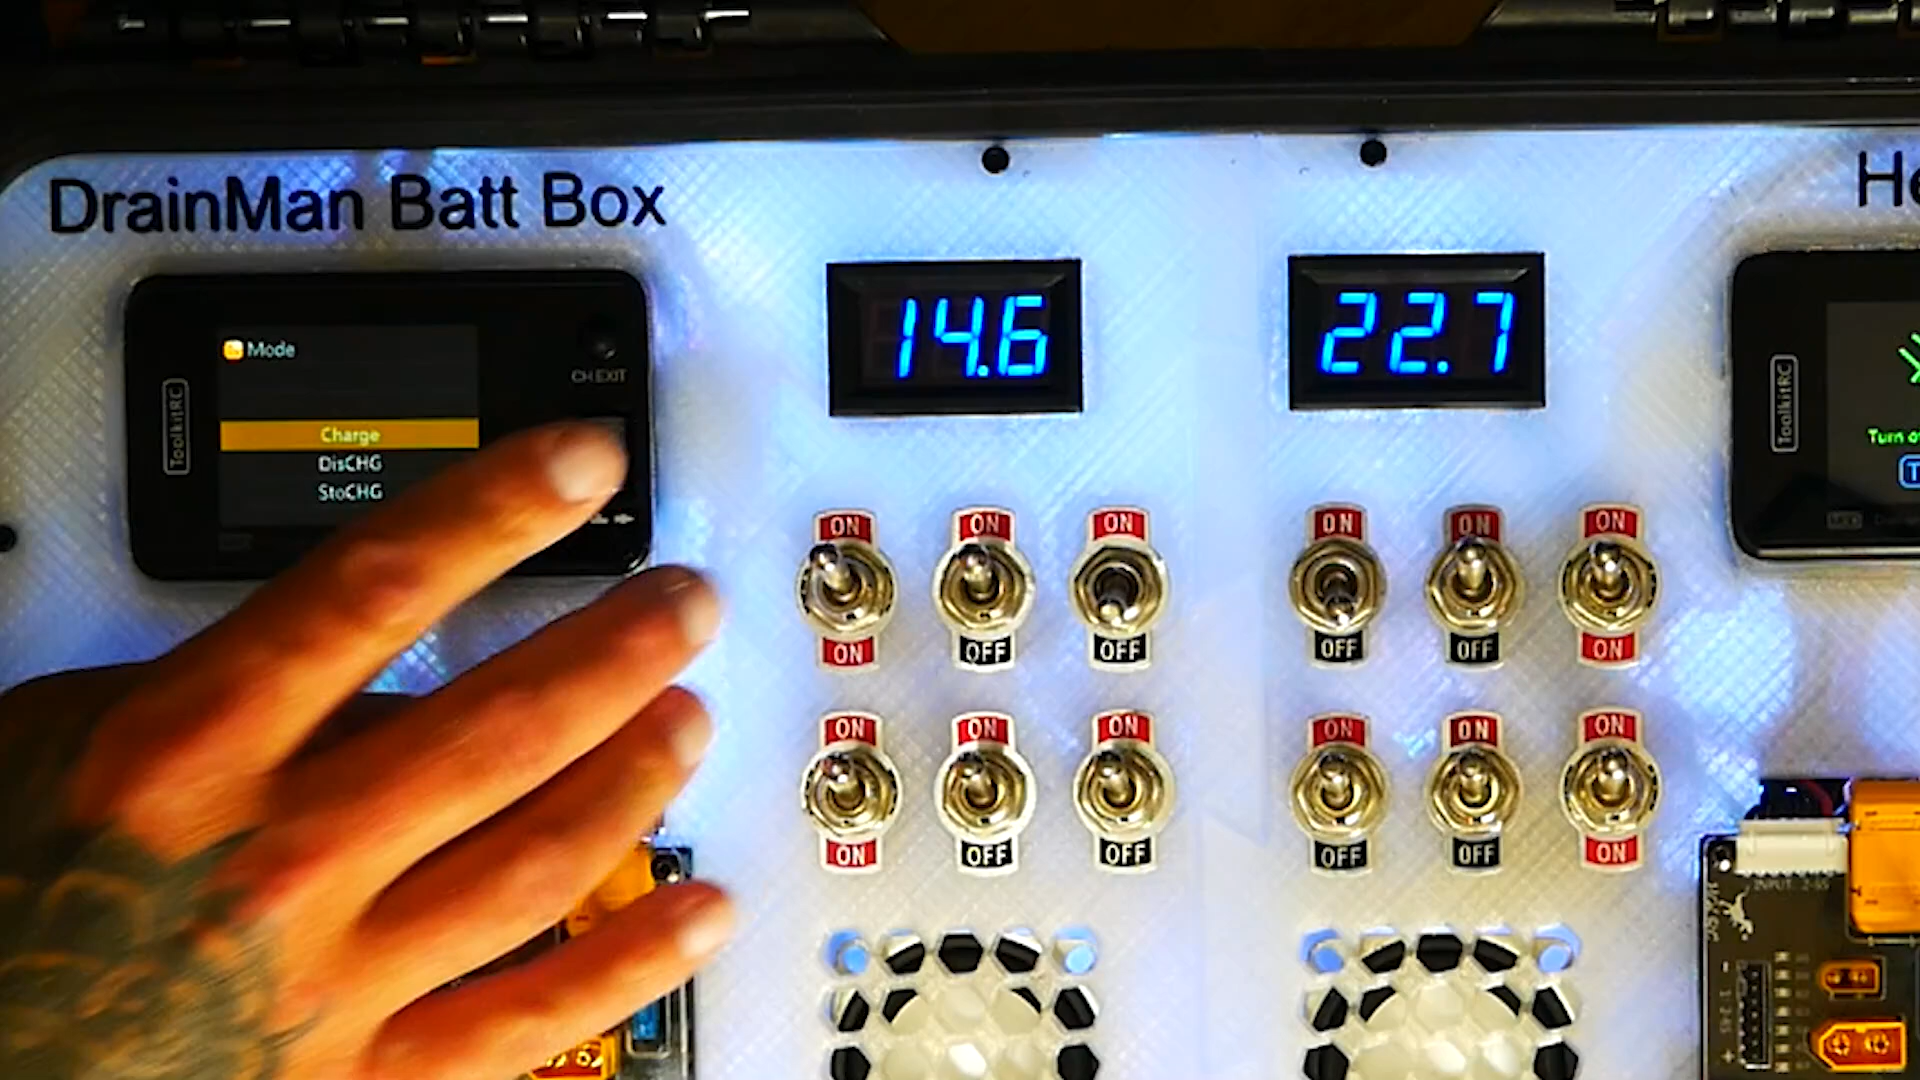 DrainMan Batt Box
He
14.6
22.7
ToolkitRC
Mode
CH EXIT
Charge
DisCHG
StoCHG
ToolkitRC
Turn o
ON ON ON ON ON ON
ON OFF OFF OFF OFF ON
ON ON ON ON ON ON
ON OFF OFF OFF OFF ON